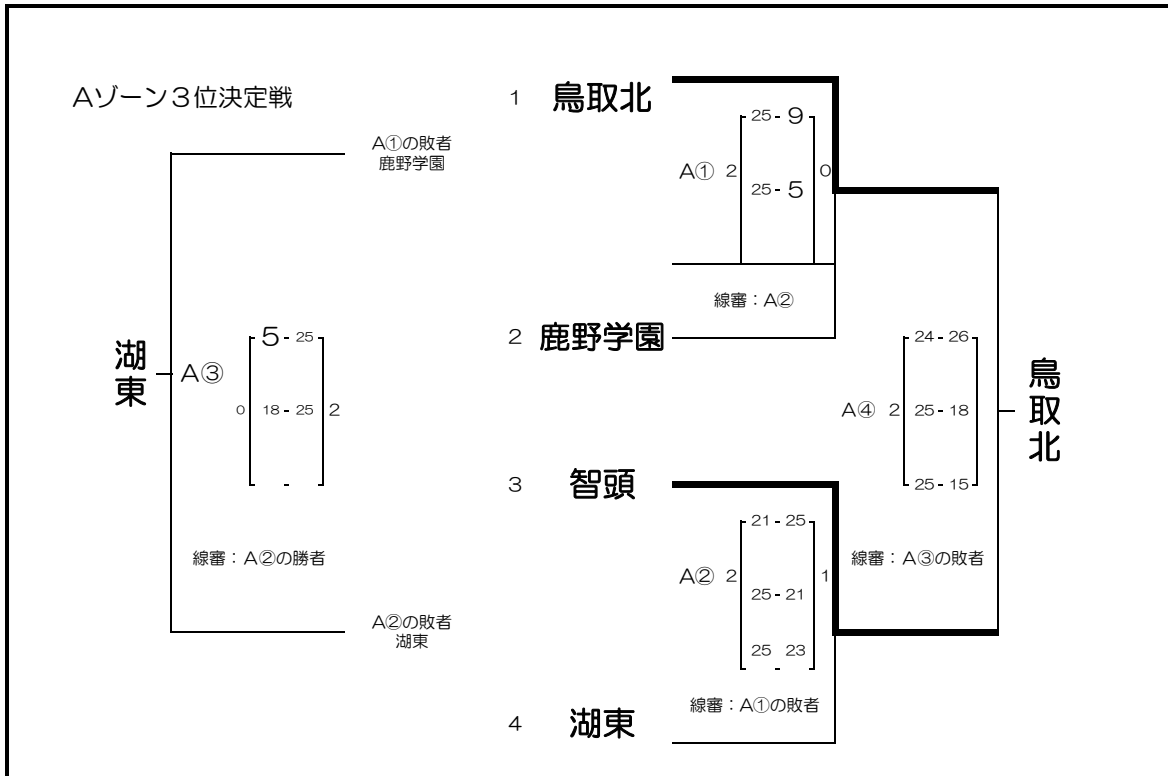 Aゾーン３位決定戦
A①の敗者
鹿野学園
湖東
A③
5 - 25
0
18 - 25
2
-
線審：A②の勝者
A②の敗者
湖東
1
鳥取北
A①
2
25 - 9
0
25 - 5
線審：A②
2
鹿野学園
3
智頭
A②
2
21 - 25
1
25 - 21
25 - 23
線審：A①の敗者
4
湖東
A④
2
24 - 26
25 - 18
25 - 15
線審：A③の敗者
鳥取北